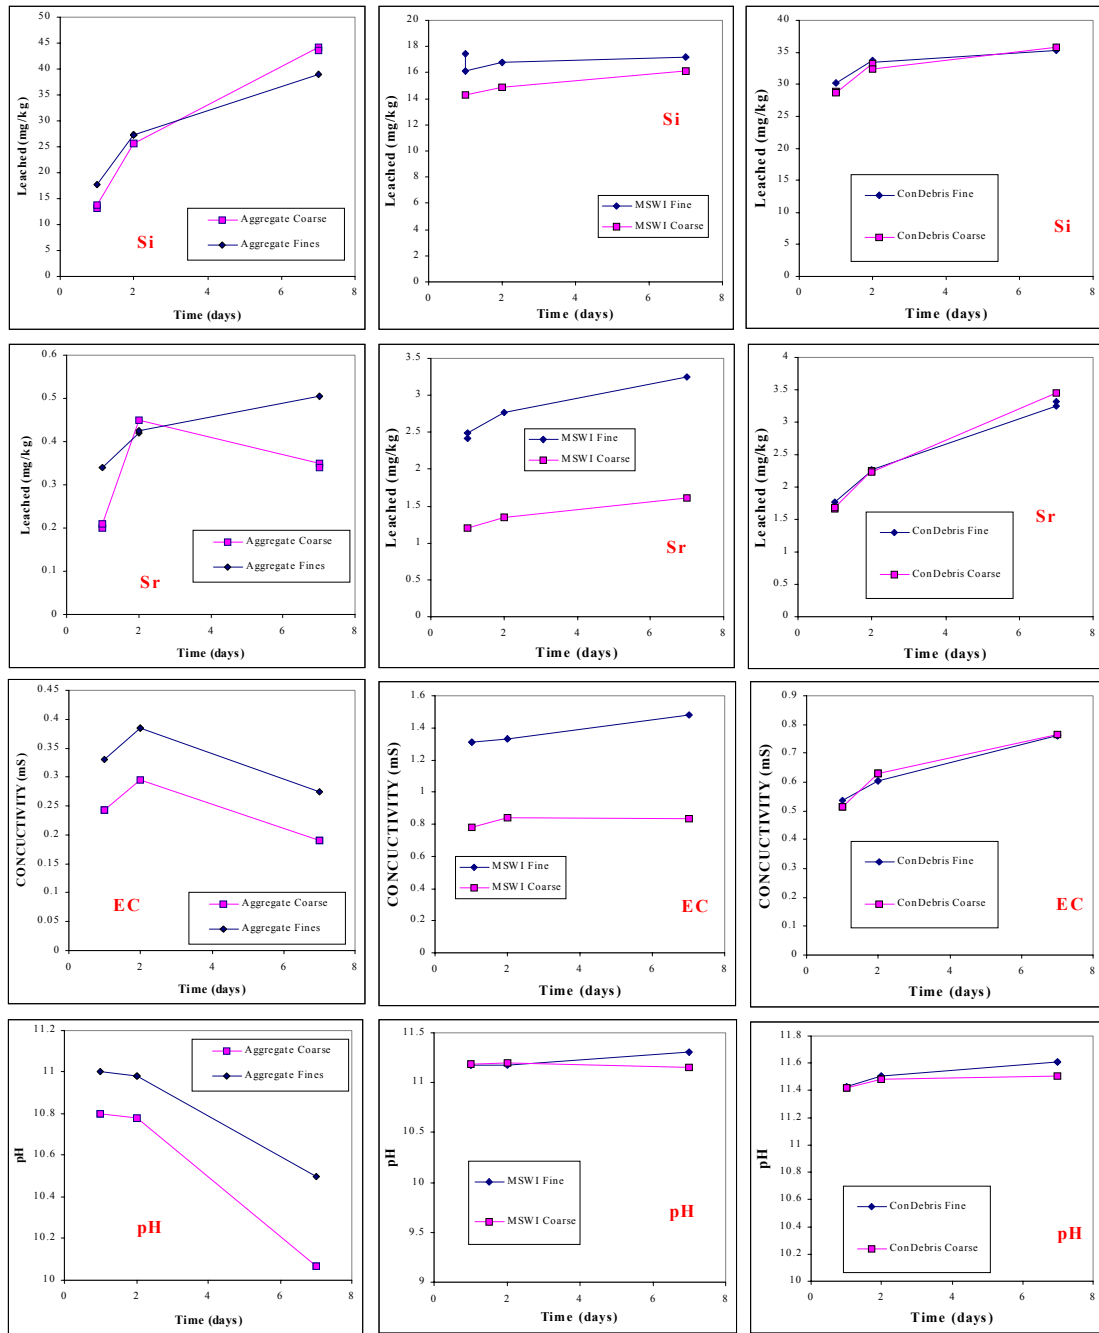 50
45
40
35
30
25
20
15
10
5
0
0 2 4 6 8
Leached (mg/kg)
Time (days)
Si
Aggregate Coarse
Aggregate Fines
20
18
16
14
12
10
8
6
4
2
0
0 2 4 6 8
Leached (mg/kg)
Time (days)
Si
MSWI Fine
MSWI Coarse
40
35
30
25
20
15
10
5
0
0 2 4 6 8
Leached (mg/kg)
Time (days)
Si
ConDebris Fine
ConDebris Coarse
0.6
0.5
0.4
0.3
0.2
0.1
0
0 2 4 6 8
Leached (mg/kg)
Time (days)
Sr
Aggregate Coarse
Aggregate Fines
3.5
3
2.5
2
1.5
1
0.5
0
0 2 4 6 8
Leached (mg/kg)
Time (days)
Sr
MSWI Fine
MSWI Coarse
4
3.5
3
2.5
2
1.5
1
0.5
0
0 2 4 6 8
Leached (mg/kg)
Time (days)
Sr
ConDebris Fine
ConDebris Coarse
0.45
0.4
0.35
0.3
0.25
0.2
0.15
0.1
0.05
0
0 2 4 6 8
CONCUCTIVITY (mS)
Time (days)
EC
Aggregate Coarse
Aggregate Fines
1.6
1.4
1.2
1
0.8
0.6
0.4
0.2
0
0 2 4 6 8
CONCUCTIVITY (mS)
Time (days)
EC
MSWI Fine
MSWI Coarse
0.9
0.8
0.7
0.6
0.5
0.4
0.3
0.2
0.1
0
0 2 4 6 8
CONCUCTIVITY (mS)
Time (days)
EC
ConDebris Fine
ConDebris Coarse
11.2
11
10.8
10.6
10.4
10.2
10
0 2 4 6 8
pH
Time (days)
pH
Aggregate Coarse
Aggregate Fines
11.5
11
10.5
10
9.5
9
0 2 4 6 8
pH
Time (days)
pH
MSWI Fine
MSWI Coarse
11.8
11.6
11.4
11.2
11
10.8
10.6
10.4
10.2
10
0 2 4 6 8
pH
Time (days)
pH
ConDebris Fine
ConDebris Coarse